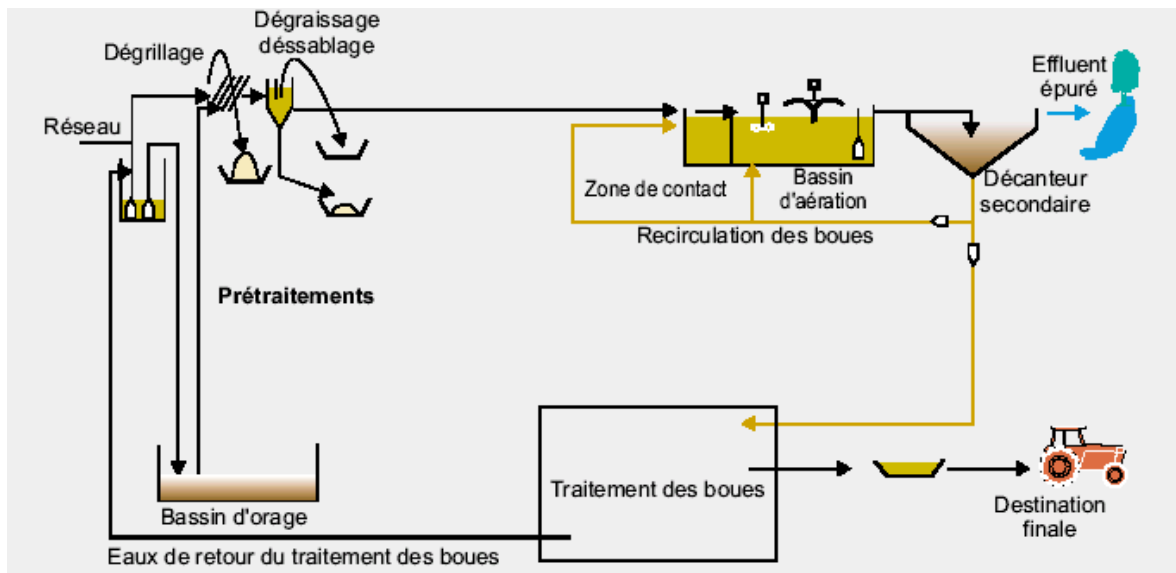 Dégraissage
déssablage
Dégrillage
Effluent
épuré
Réseau
Zone de contact
Bassin
d'aération
Décanteur
secondaire
Recirculation des boues
Prétraitements
Traitement des boues
Destination
finale
Bassin d'orage
Eaux de retour du traitement des boues